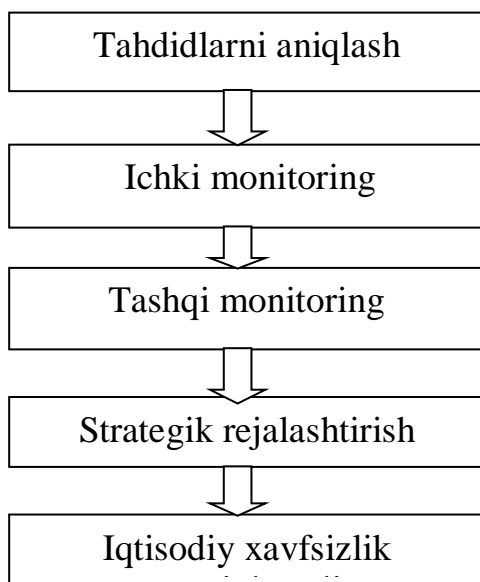 Tahdidlarni aniqlash
Ichki monitoring
Tashqi monitoring
Strategik rejalashtirish
Iqtisodiy xavfsizlik